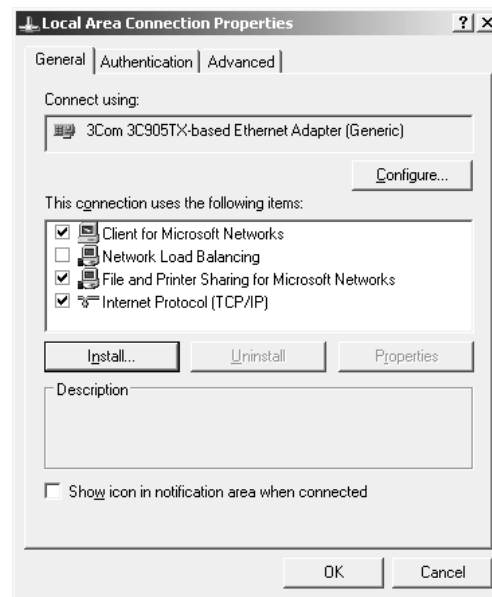 Local Area Connection Properties ? X
General Authentication Advanced
Connect using:
3Com 3C905TX-based Ethernet Adapter (Generic)
Configure...
This connection uses the following items:
Client for Microsoft Networks
Network Load Balancing
File and Printer Sharing for Microsoft Networks
Internet Protocol (TCP/IP)
Install... Uninstall Properties
Description
Show icon in notification area when connected
OK Cancel